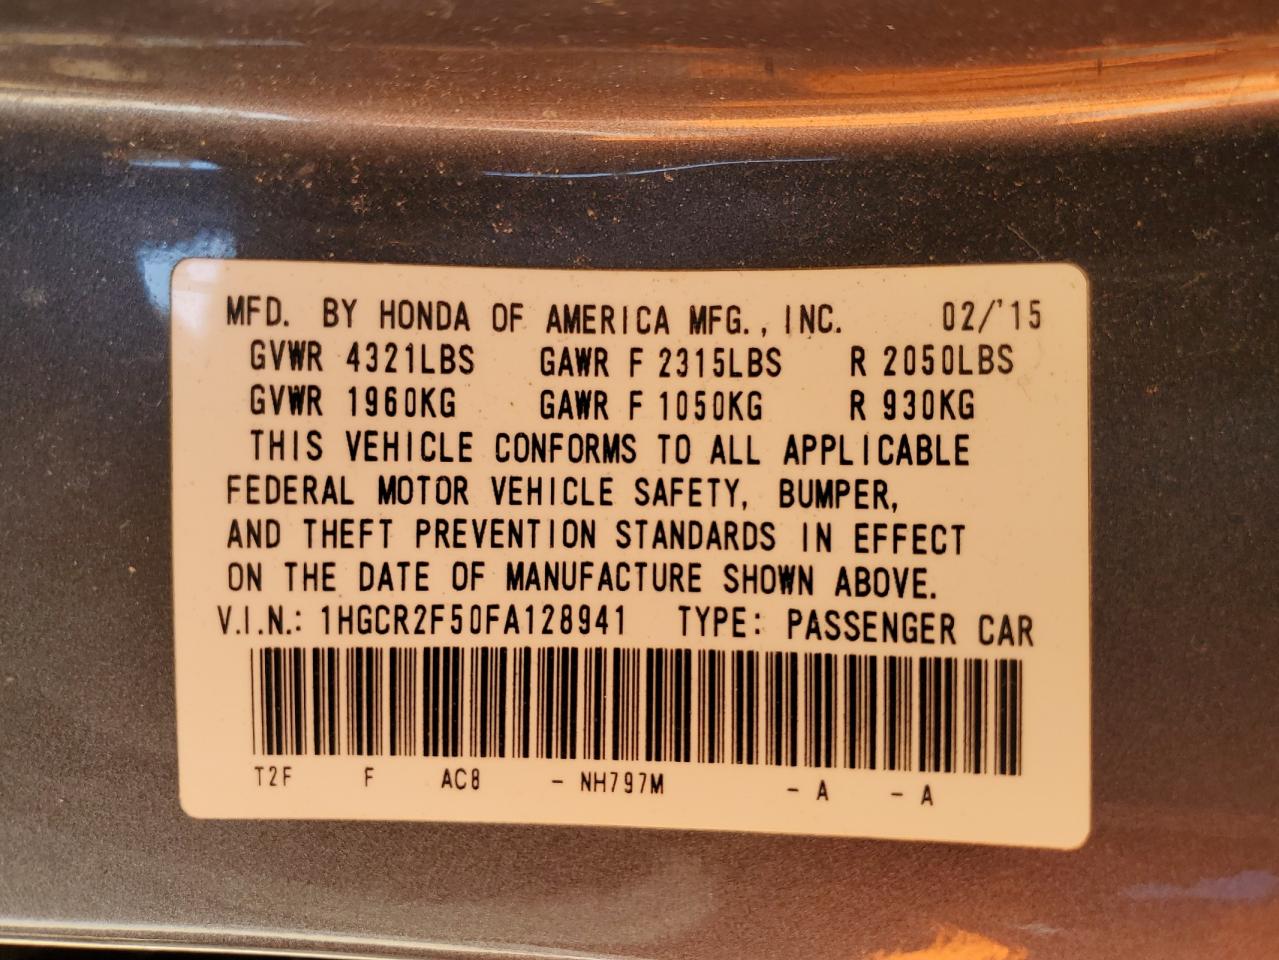 MFD. BY HONDA OF AMERICA MFG., INC. 02/'15
GVWR 4321LBS GAWR F 2315LBS R 2050LBS
GVWR 1960KG GAWR F 1050KG R 930KG
THIS VEHICLE CONFORMS TO ALL APPLICABLE
FEDERAL MOTOR VEHICLE SAFETY, BUMPER,
AND THEFT PREVENTION STANDARDS IN EFFECT
ON THE DATE OF MANUFACTURE SHOWN ABOVE.
V.I.N.: 1HGCR2F50FA128941 TYPE: PASSENGER CAR
T2F F AC8 - NH797M - A - A